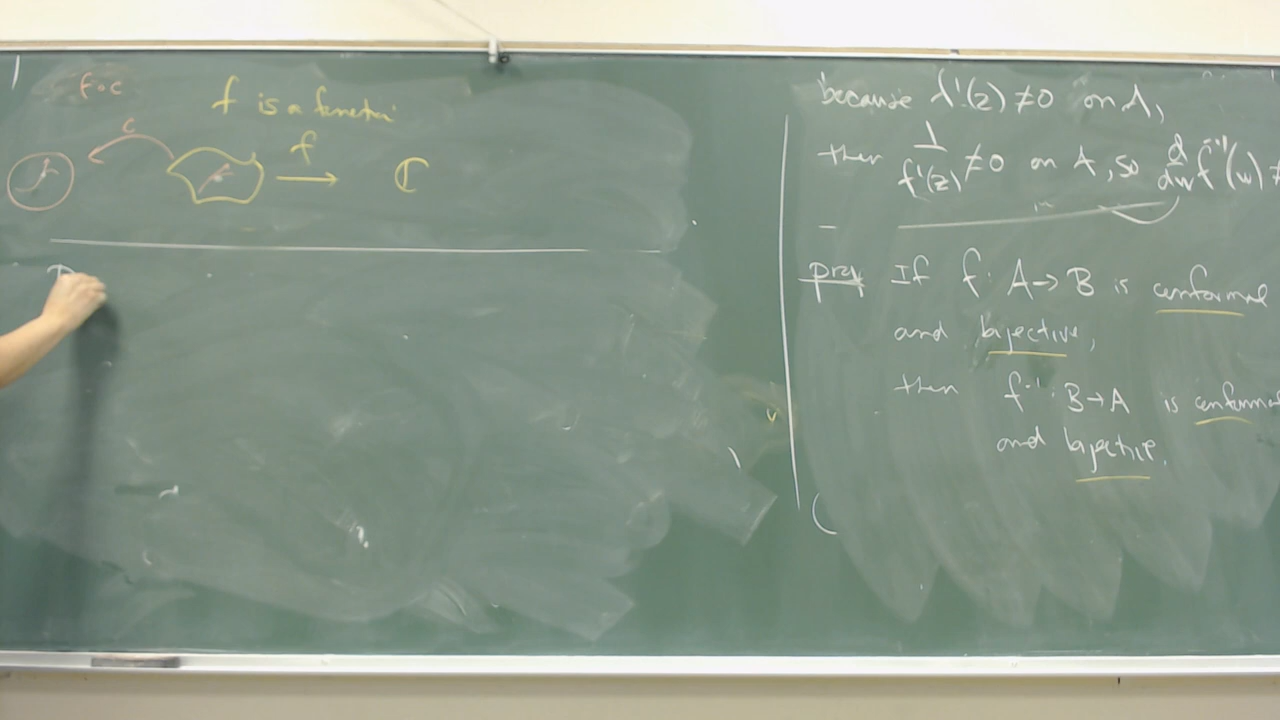 f∘c
f is a
c
f
ℂ
because f'(z) ≠ 0 on A,
then 1/f'(z) ≠ 0 on A, so d/dw f⁻¹(w) ≠
prop If f: A → B is conformal
and bijective,
then f⁻¹: B → A is conformal
and bijective.